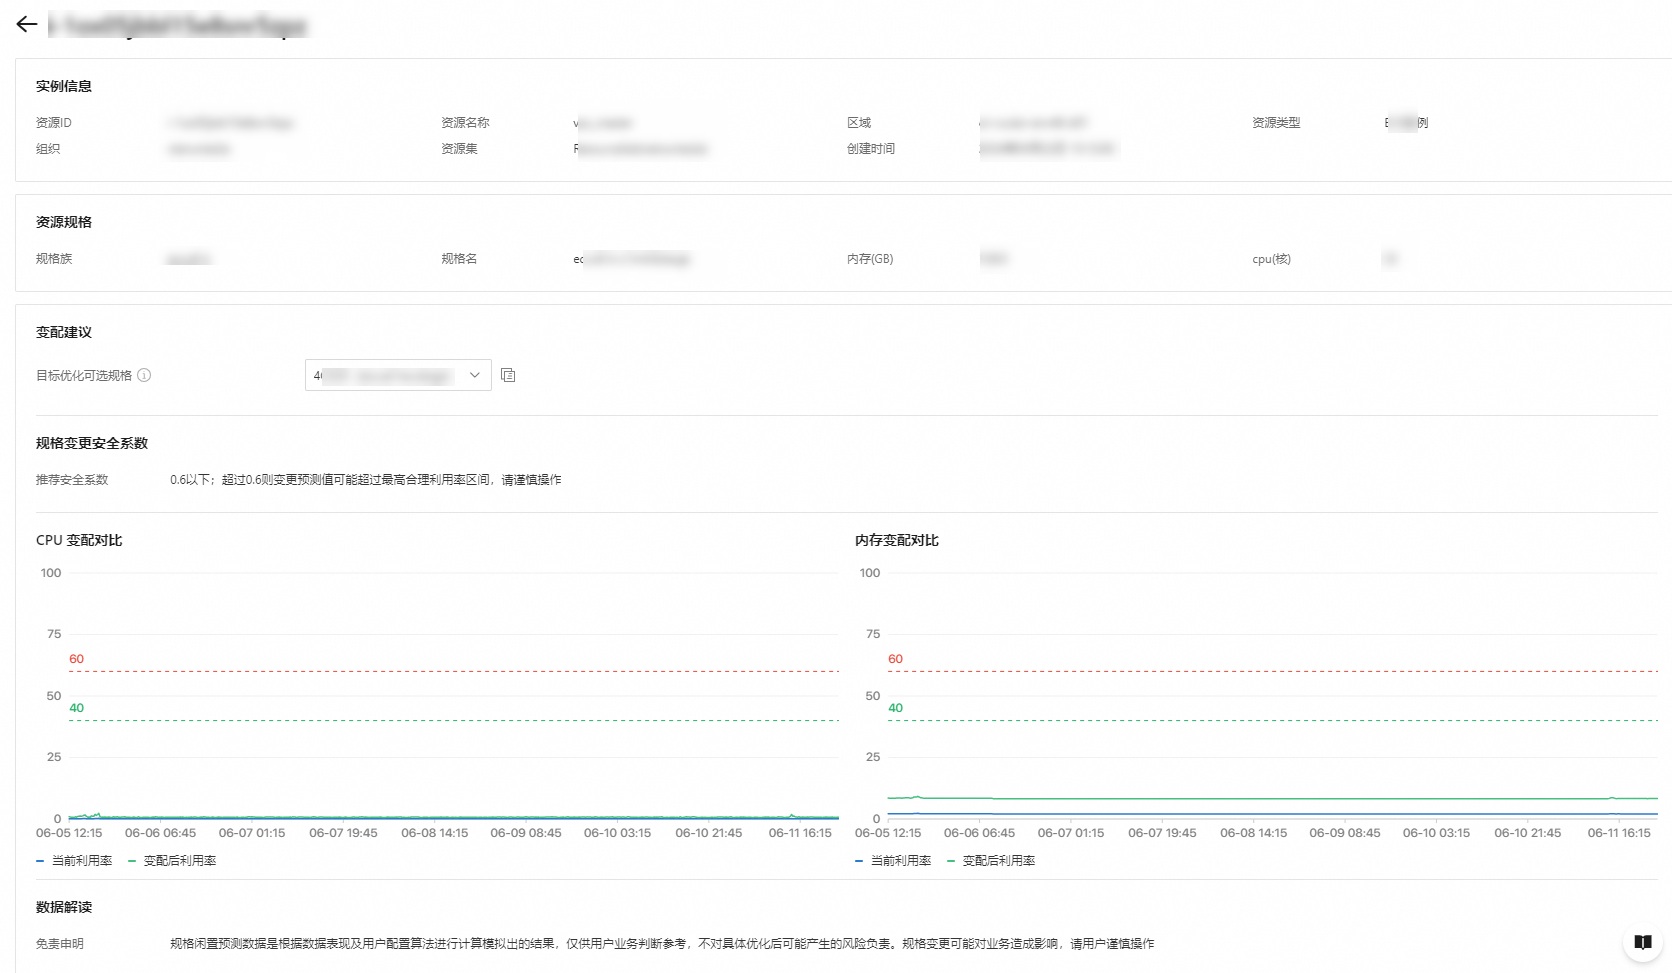 实例信息
资源ID
资源名称
区域
资源类型
例
组织
资源集
创建时间
资源规格
规格族
规格名
内存(GB)
cpu(核)
变配建议
目标优化可选规格
规格变更安全系数
推荐安全系数 0.6以下；超过0.6则变更预测值可能超过最高合理利用率区间，请谨慎操作
CPU 变配对比
100
75
60
50
40
25
0
06-05 12:15 06-06 06:45 06-07 01:15 06-07 19:45 06-08 14:15 06-09 08:45 06-10 03:15 06-10 21:45 06-11 16:15
当前利用率 变配后利用率
内存变配对比
100
75
60
50
40
25
0
06-05 12:15 06-06 06:45 06-07 01:15 06-07 19:45 06-08 14:15 06-09 08:45 06-10 03:15 06-10 21:45 06-11 16:15
当前利用率 变配后利用率
数据解读
免责申明 规格闲置预测数据是根据数据表现及用户配置算法进行计算模拟出的结果，仅供用户业务判断参考，不对具体优化后可能产生的风险负责。规格变更可能对业务造成影响，请用户谨慎操作